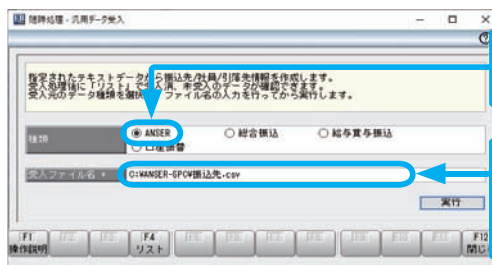 随時処理 - 汎用データ受入
指定されたテキストデータから振込先/社員/引落先情報を作成します。
受入処理後に「リスト」で受入済、未受入のデータが確認できます。
受入元のデータ種類を選択、ファイル名の入力を行ってから実行します。
種類 ANSER 総合振込 給与賞与振込
口座振替
受入ファイル名 * C:¥ANSER-SPC¥振込先.csv
実行
F1 F4 F12
操作説明 リスト 閉じる